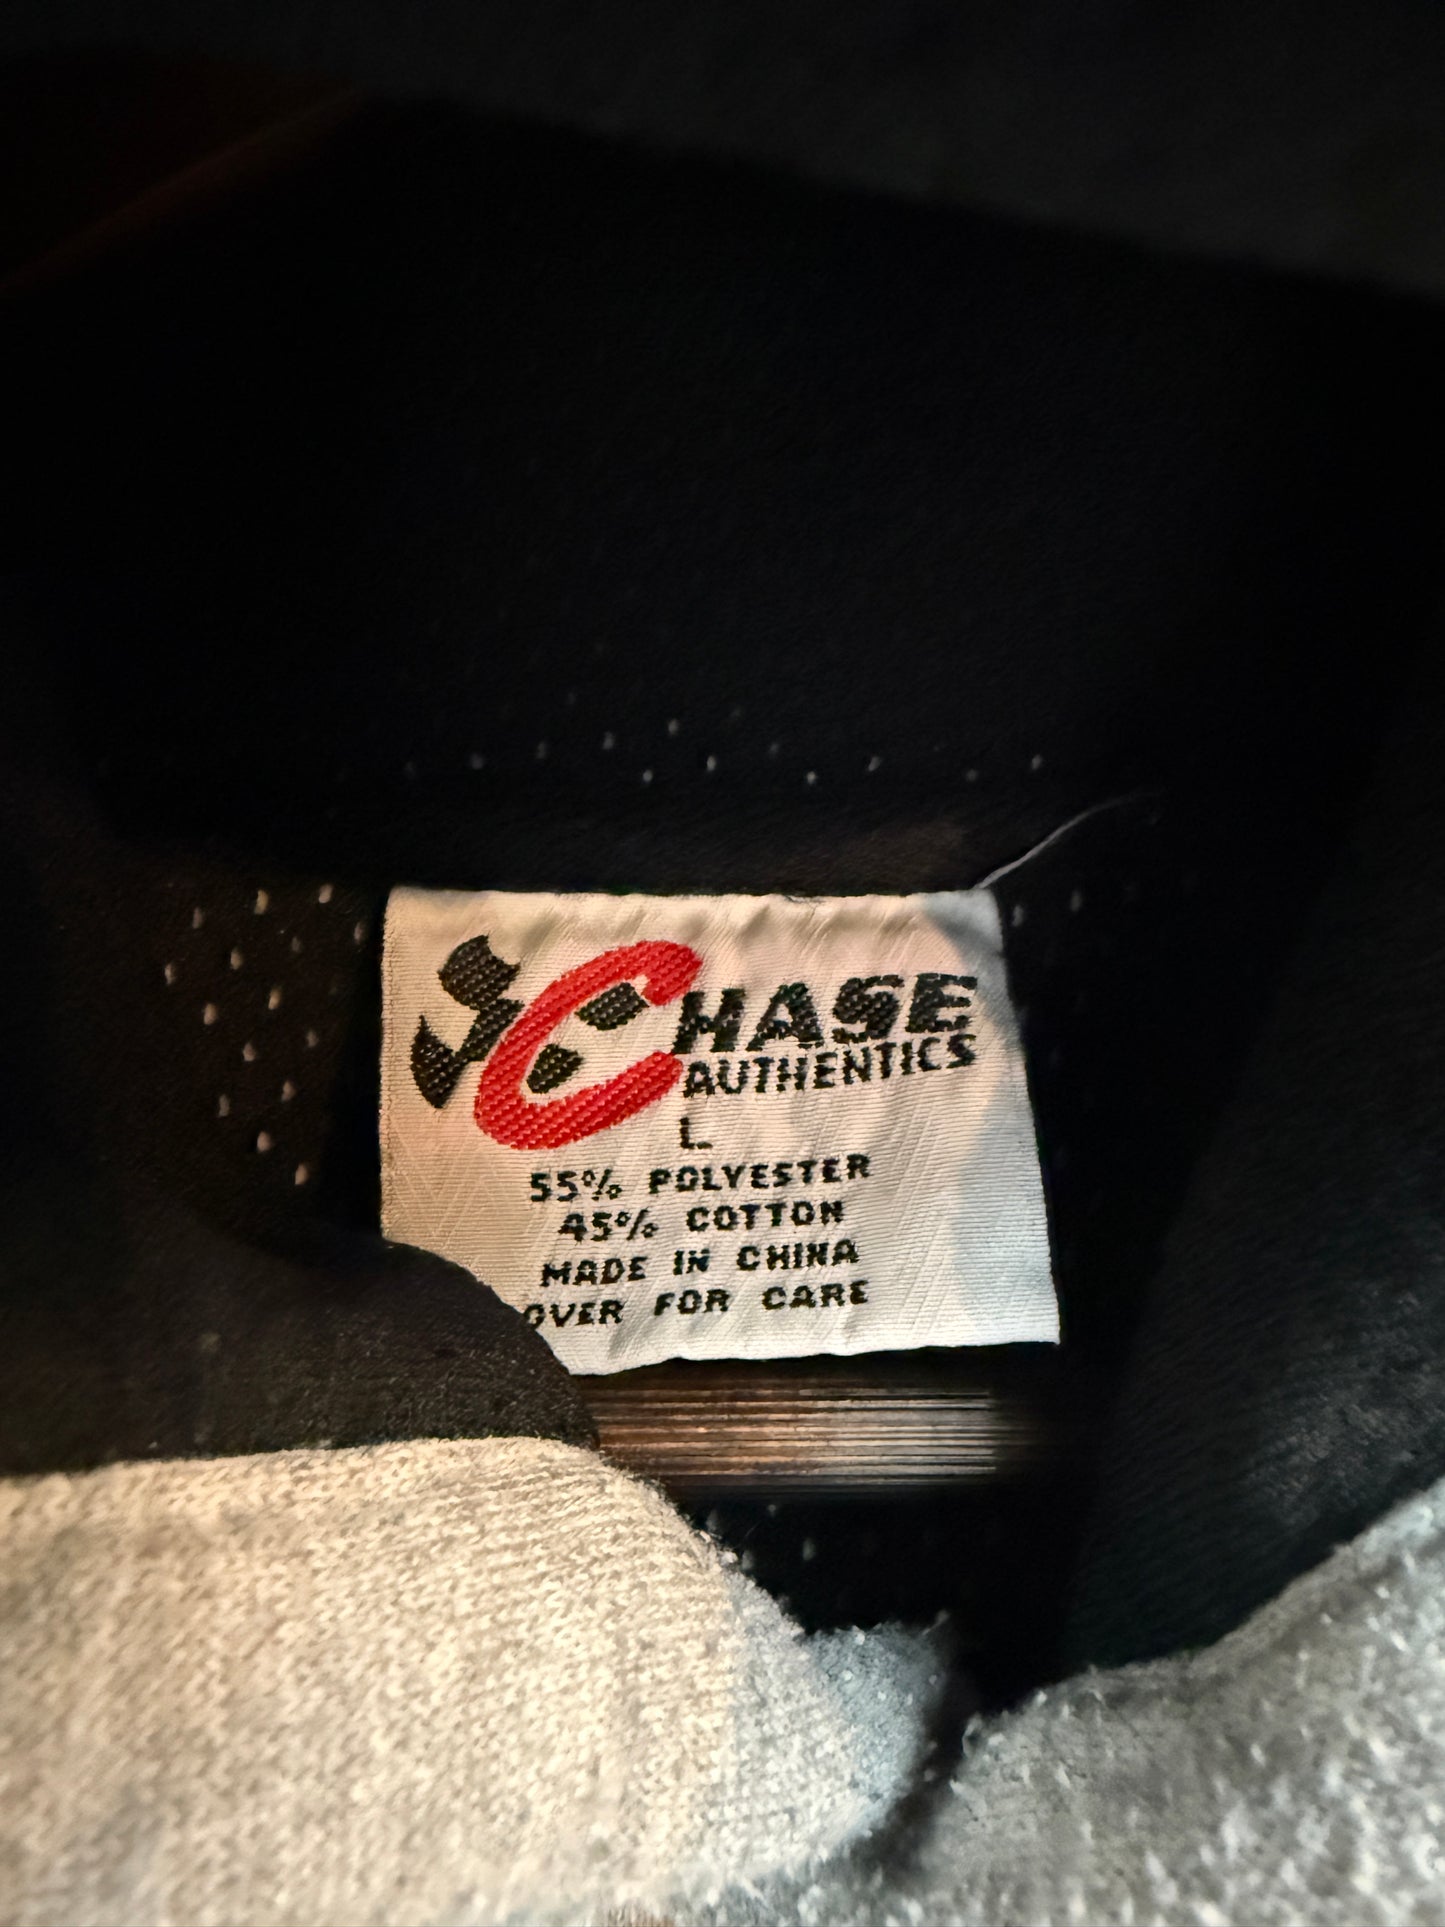 CHASE
AUTHENTICS
L
55% POLYESTER
45% COTTON
MADE IN CHINA
OVER FOR CARE